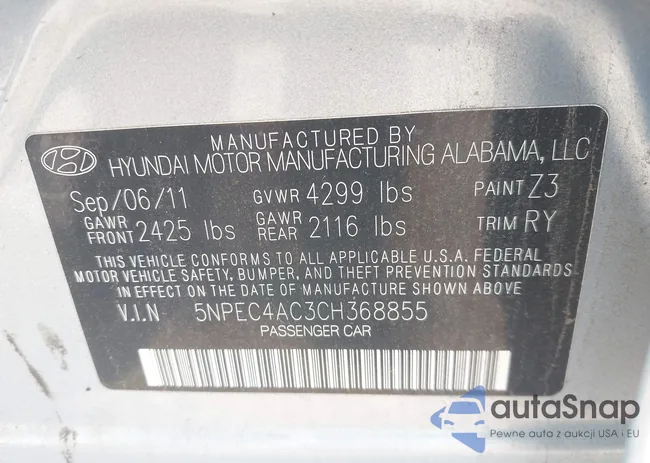 MANUFACTURED BY
HYUNDAI MOTOR MANUFACTURING ALABAMA, LLC
Sep/06/11 GVWR 4299 lbs PAINT Z3
GAWR FRONT 2425 lbs GAWR REAR 2116 lbs TRIM RY
THIS VEHICLE CONFORMS TO ALL APPLICABLE U.S.A. FEDERAL
MOTOR VEHICLE SAFETY, BUMPER, AND THEFT PREVENTION STANDARDS
IN EFFECT ON THE DATE OF MANUFACTURE SHOWN ABOVE.
V.I.N 5NPEC4AC3CH368855
PASSENGER CAR
autaSnap
Pewne auta z aukcji USA i EU